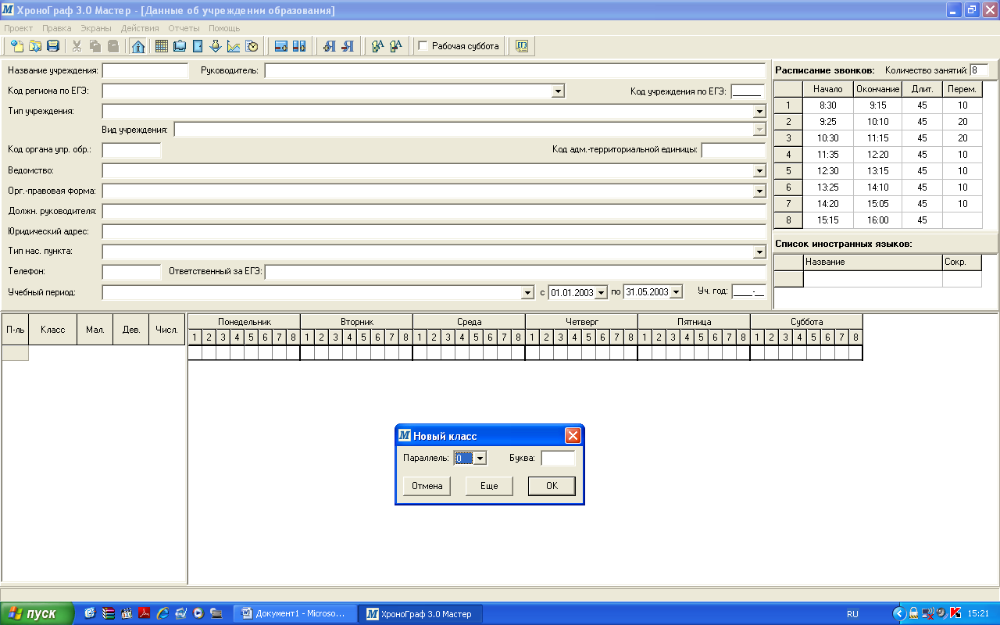 ХроноГраф 3.0 Мастер - [Данные об учреждении образования]
Проект Правка Экраны Действия Отчеты Помощь
Рабочая суббота ЕГЭ
Название учреждения: Руководитель:
Код региона по ЕГЭ: Код учреждения по ЕГЭ:
Тип учреждения:
Вид учреждения:
Код органа упр. обр.: Код адм.-территориальной единицы:
Ведомство:
Орг.-правовая форма:
Должн. руководителя:
Юридический адрес:
Тип нас. пункта:
Телефон: Ответственный за ЕГЭ:
Учебный период: с 01.01.2003 по 31.05.2003 Уч. год: ____-__
Расписание звонков: Количество занятий: 8
Начало Окончание Длит. Перем.
1 8:30 9:15 45 10
2 9:25 10:10 45 20
3 10:30 11:15 45 20
4 11:35 12:20 45 10
5 12:30 13:15 45 10
6 13:25 14:10 45 10
7 14:20 15:05 45 10
8 15:15 16:00 45
Список иностранных языков:
Название Сокр.
П-ль Класс Мал. Дев. Числ.
Понедельник Вторник Среда Четверг Пятница Суббота
1 2 3 4 5 6 7 8 1 2 3 4 5 6 7 8 1 2 3 4 5 6 7 8 1 2 3 4 5 6 7 8 1 2 3 4 5 6 7 8 1 2 3 4 5 6 7 8
Новый класс
Параллель: 0 Буква:
Отмена Еще OK
пуск Документ1 - Microso... ХроноГраф 3.0 Мастер RU 15:21